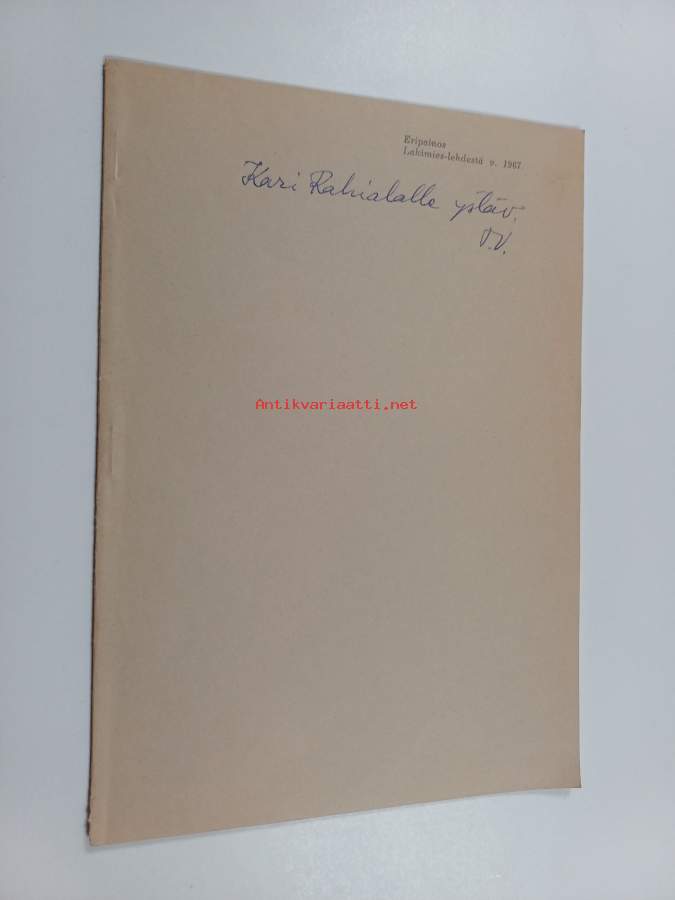 Eripainos
Lakimies-lehdestä v. 1967
Kari Rahialalle ystäv.
V.V.
Antikvariaatti.net